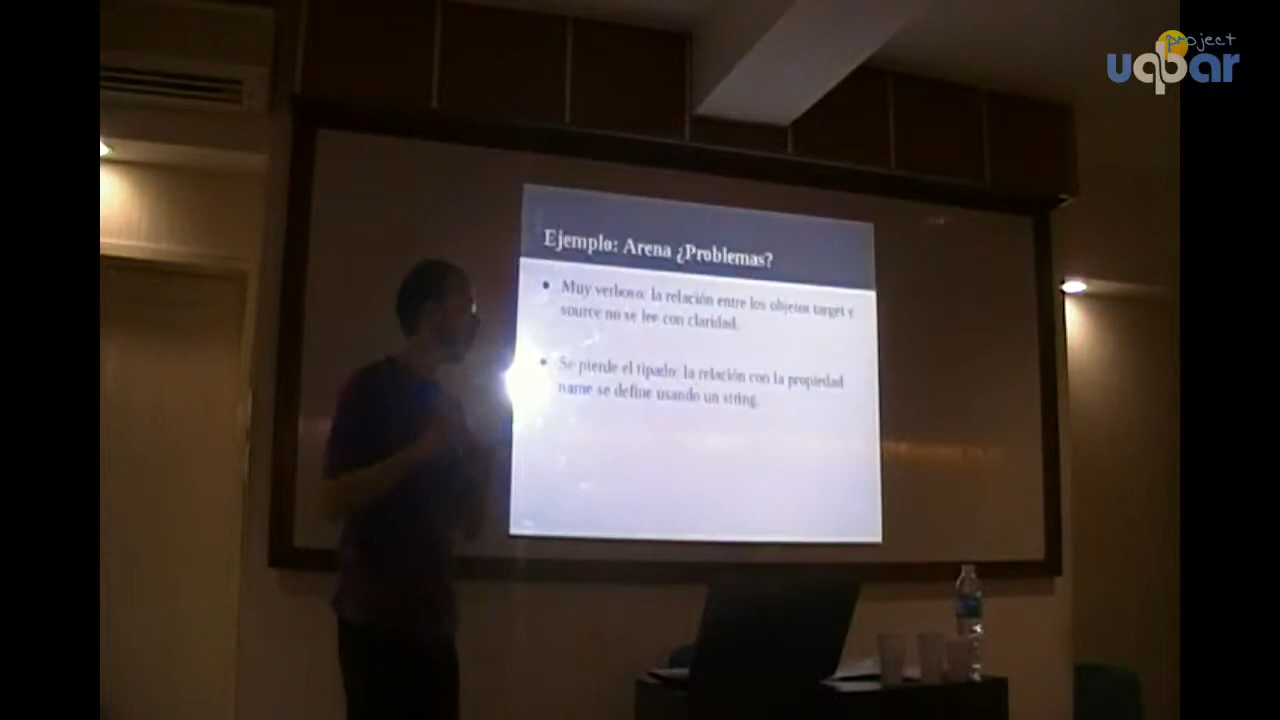 project
uqbar
Ejemplo: Arena ¿Problemas?
• Muy verboso: la relación entre los objetos target y
source no se lee con claridad.
• Se pierde el tipado: la relación con la propiedad
name se define usando un string.